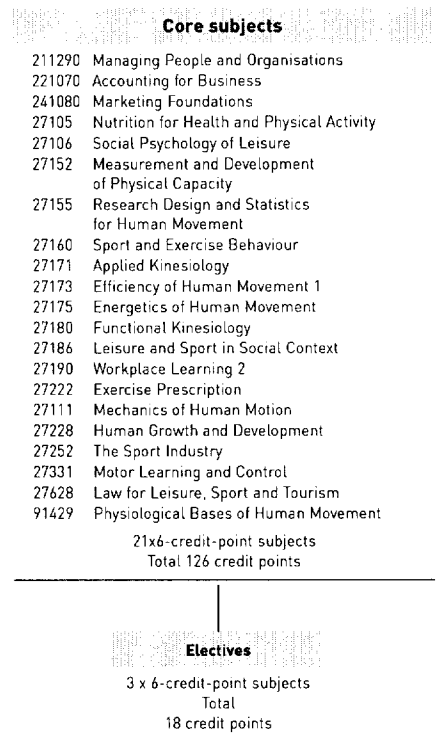 Core subjects
211290 Managing People and Organisations
221070 Accounting for Business
241080 Marketing Foundations
27105 Nutrition for Health and Physical Activity
27106 Social Psychology of Leisure
27152 Measurement and Development
of Physical Capacity
27155 Research Design and Statistics
for Human Movement
27160 Sport and Exercise Behaviour
27171 Applied Kinesiology
27173 Efficiency of Human Movement 1
27175 Energetics of Human Movement
27180 Functional Kinesiology
27186 Leisure and Sport in Social Context
27190 Workplace Learning 2
27222 Exercise Prescription
27111 Mechanics of Human Motion
27228 Human Growth and Development
27252 The Sport Industry
27331 Motor Learning and Control
27628 Law for Leisure, Sport and Tourism
91429 Physiological Bases of Human Movement
21x6-credit-point subjects
Total 126 credit points
Electives
3 x 6-credit-point subjects
Total
18 credit points